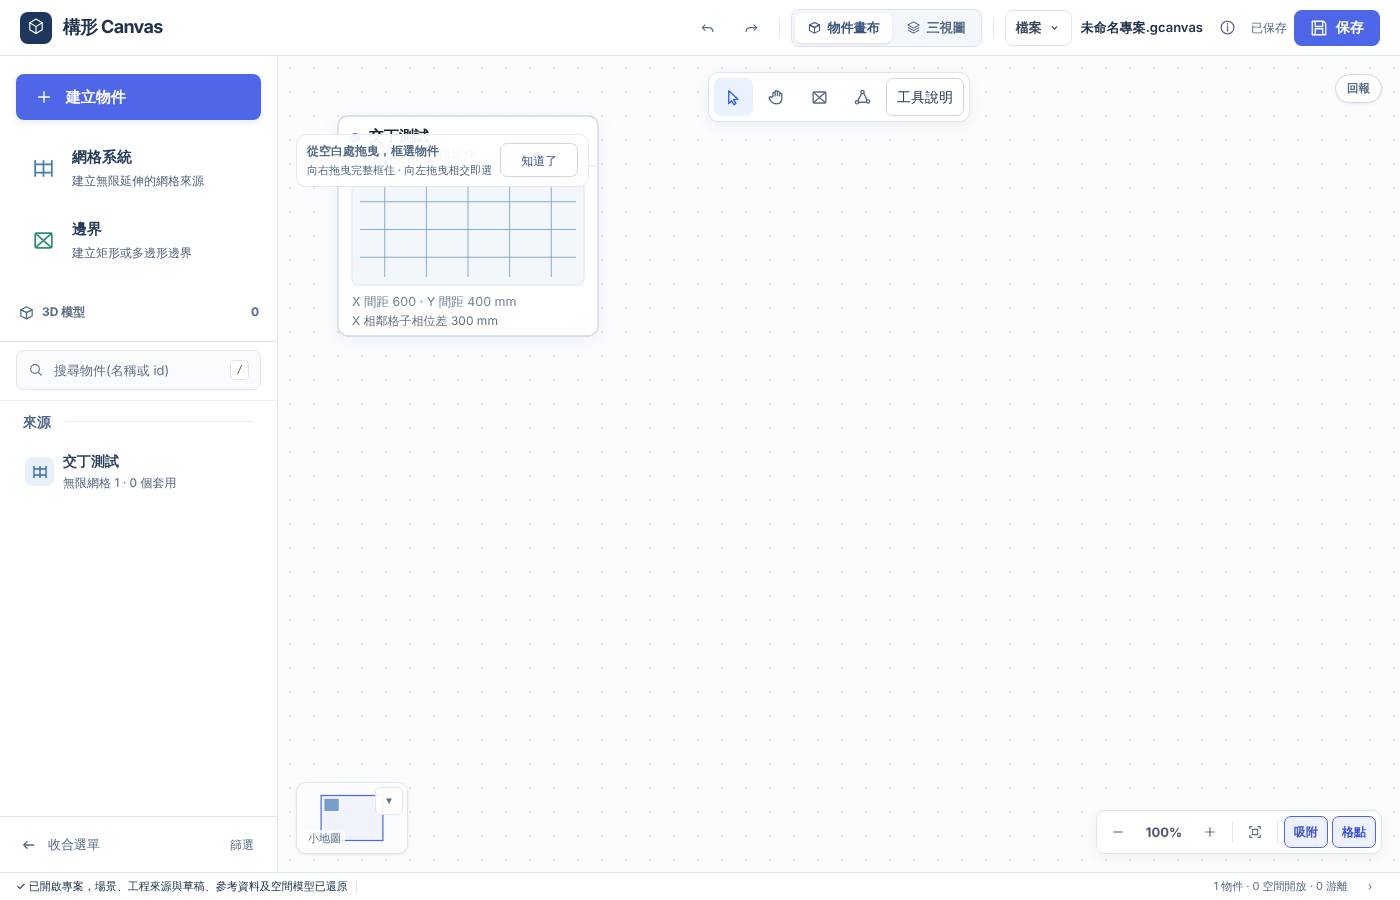 構形 Canvas
物件畫布
三視圖
檔案
未命名專案.gcanvas
已保存
保存
建立物件
網格系統
建立無限延伸的網格來源
邊界
建立矩形或多邊形邊界
3D 模型
0
搜尋物件(名稱或 id)
/
來源
交丁測試
無限網格 1 · 0 個套用
收合選單
篩選
工具說明
回報
交丁測試
從空白處拖曳，框選物件
向右拖曳完整框住 · 向左拖曳相交即選
知道了
X 間距 600 · Y 間距 400 mm
X 相鄰格子相位差 300 mm
小地圖
100%
吸附
格點
已開啟專案，場景、工程來源與草稿、參考資料及空間模型已還原
1 物件 · 0 空間開放 · 0 游離